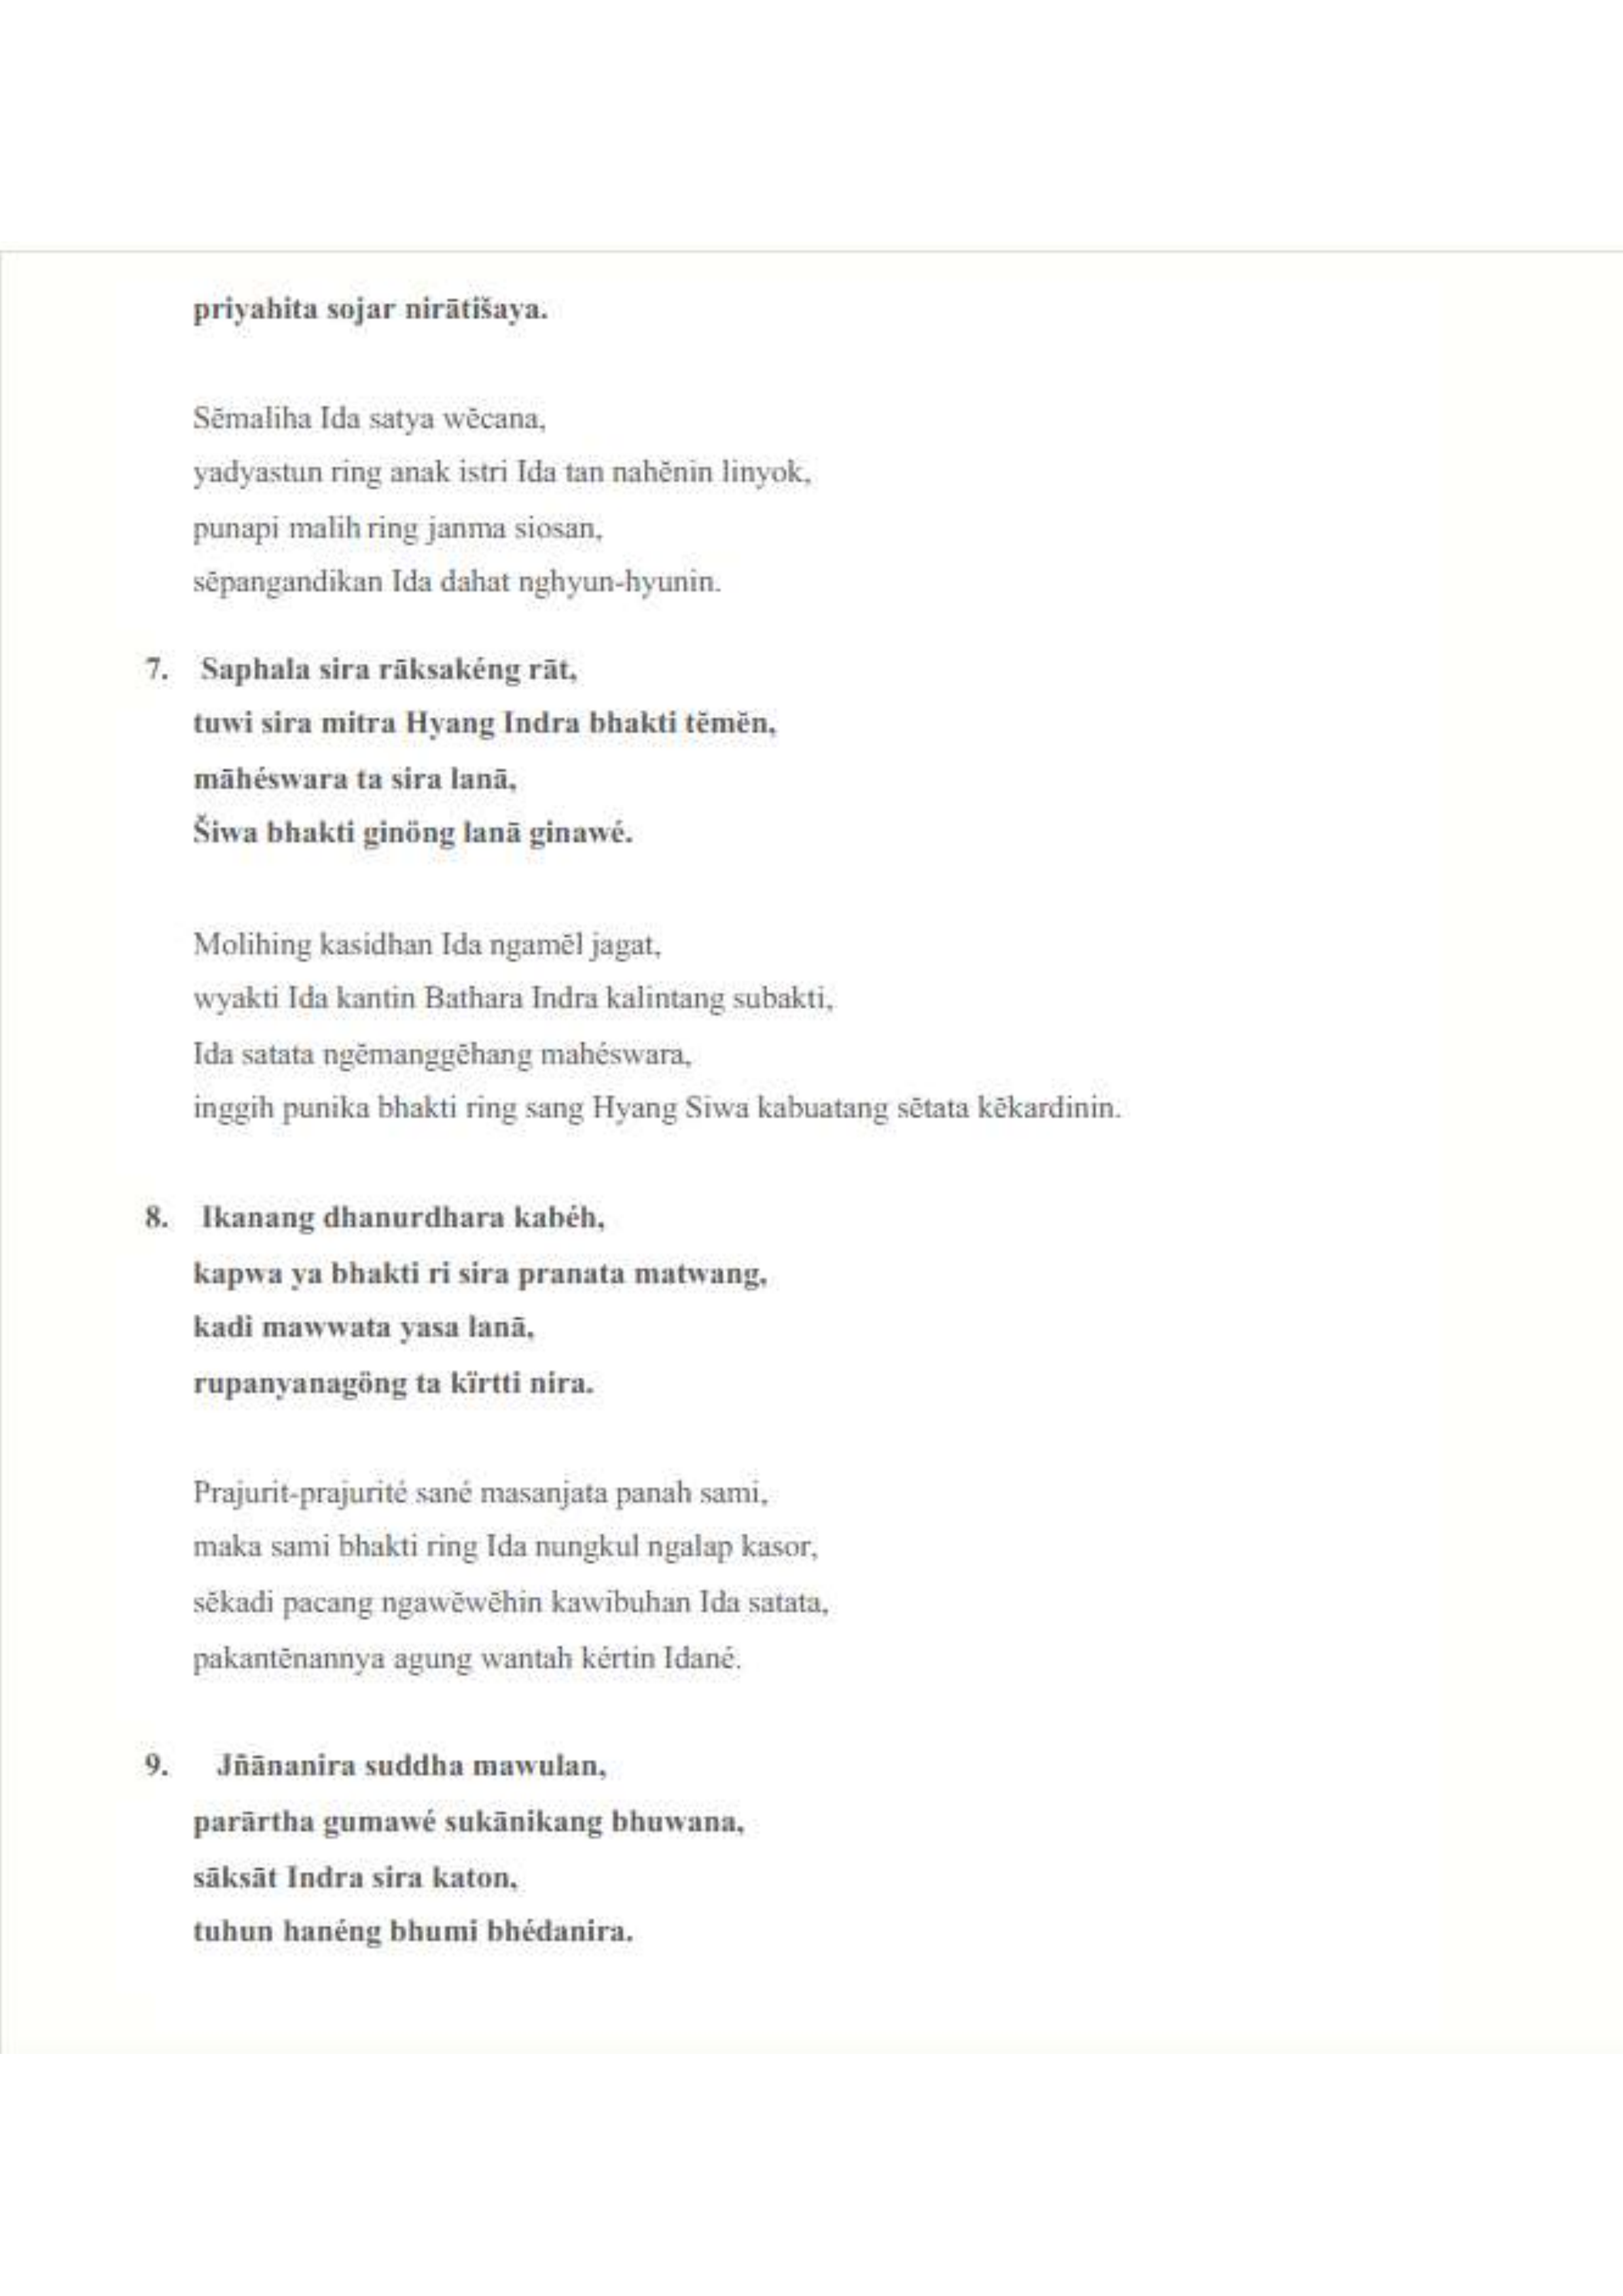 priyahita sojar nirātišaya.
Sēmaliha Ida satya wēcana,
yadyastun ring anak istri Ida tan nahĕnin linyok,
punapi malih ring janma siosan,
sēpangandikan Ida dahat nghyun-hyunin.
7. Saphala sira rāksakéng rāt,
tuwi sira mitra Hyang Indra bhakti tĕmĕn,
māhéswara ta sira lanā,
Šiwa bhakti ginöng lanā ginawé.
Molihing kasidhan Ida ngamēl jagat,
wyakti Ida kantin Bathara Indra kalintang subakti,
Ida satata ngēmanggēhang mahéswara,
inggih punika bhakti ring sang Hyang Siwa kabuatang sētata kēkardinin.
8. Ikanang dhanurdhara kabéh,
kapwa ya bhakti ri sira pranata matwang,
kadi mawwata yasa lanā,
rupanyanagöng ta kïrtti nira.
Prajurit-prajurité sané masanjata panah sami,
maka sami bhakti ring Ida nungkul ngalap kasor,
sēkadi pacang ngawēwēhin kawibuhan Ida satata,
pakantēnannya agung wantah kértin Idané.
9. Jñānanira suddha mawulan,
parārtha gumawé sukānikang bhuwana,
sāksāt Indra sira katon,
tuhun hanéng bhumi bhédanira.